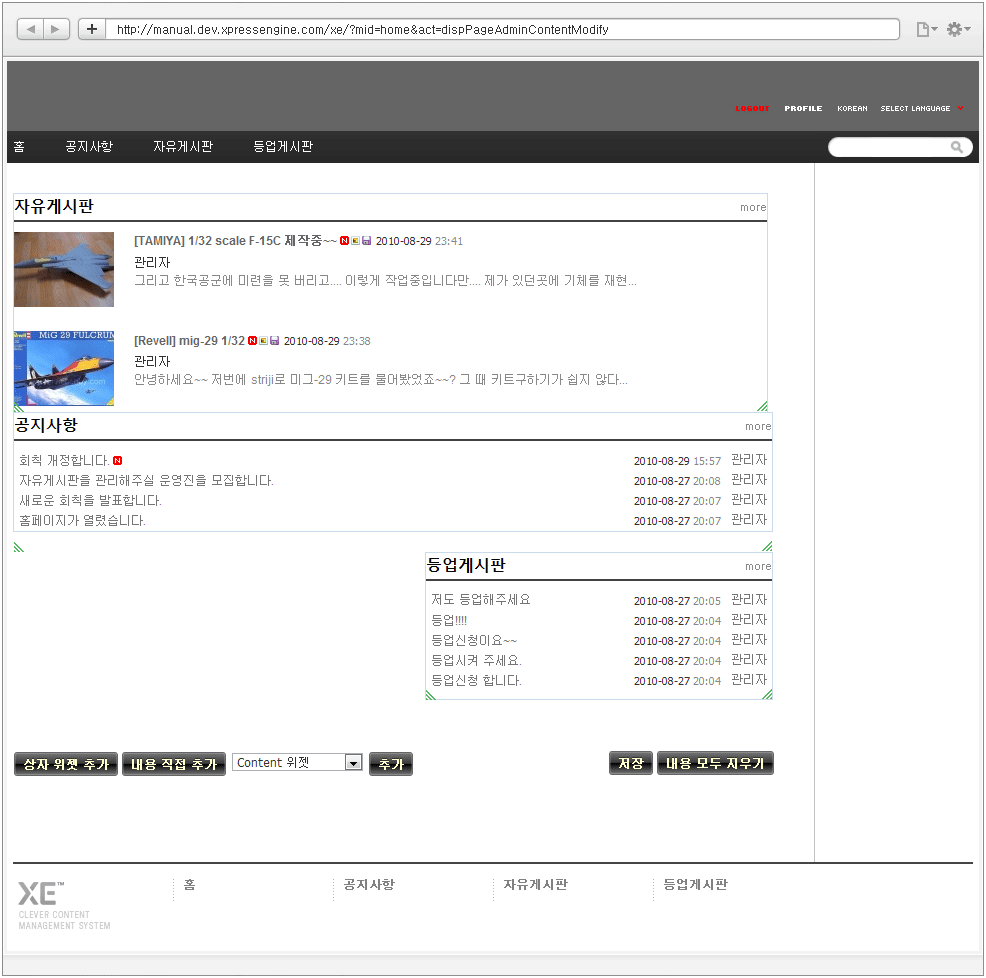 http://manual.dev.xpressengine.com/xe/?mid=home&act=dispPageAdminContentModify
LOGOUT PROFILE KOREAN SELECT LANGUAGE
홈 공지사항 자유게시판 등업게시판
자유게시판 more
[TAMIYA] 1/32 scale F-15C 제작중~~ N 2010-08-29 23:41
관리자
그리고 한국공군에 미련을 못 버리고.... 이렇게 작업중입니다만.... 제가 있던곳에 기체를 재현...
MiG 29 FULCRUM
[Revell] mig-29 1/32 N 2010-08-29 23:38
관리자
안녕하세요~~ 저번에 striji로 미그-29 키트를 물어봤었죠~~? 그 때 키트구하기가 쉽지 않다...
공지사항 more
회칙 개정합니다. N 2010-08-29 15:57 관리자
자유게시판을 관리해주실 운영진을 모집합니다. 2010-08-27 20:08 관리자
새로운 회칙을 발표합니다. 2010-08-27 20:07 관리자
홈페이지가 열렸습니다. 2010-08-27 20:07 관리자
등업게시판 more
저도 등업해주세요 2010-08-27 20:05 관리자
등업!!!! 2010-08-27 20:04 관리자
등업신청이요~~ 2010-08-27 20:04 관리자
등업시켜 주세요. 2010-08-27 20:04 관리자
등업신청 합니다. 2010-08-27 20:04 관리자
상자 위젯 추가 내용 직접 추가 Content 위젯 추가 저장 내용 모두 지우기
XE™ 홈 공지사항 자유게시판 등업게시판
CLEVER CONTENT
MANAGEMENT SYSTEM